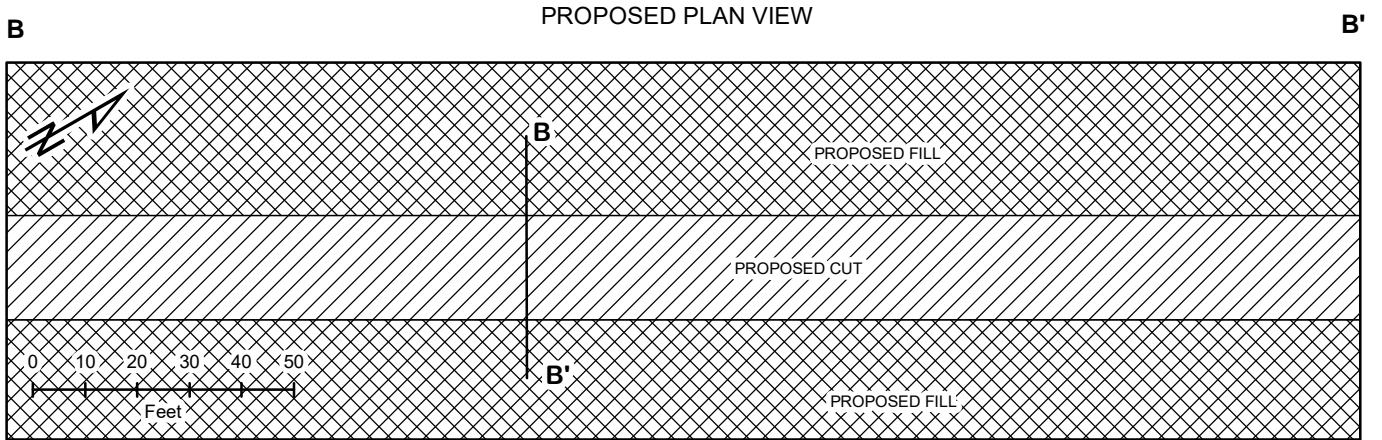 PROPOSED PLAN VIEW
B
B'
N
B
PROPOSED FILL
PROPOSED CUT
0 10 20 30 40 50
Feet
B'
PROPOSED FILL